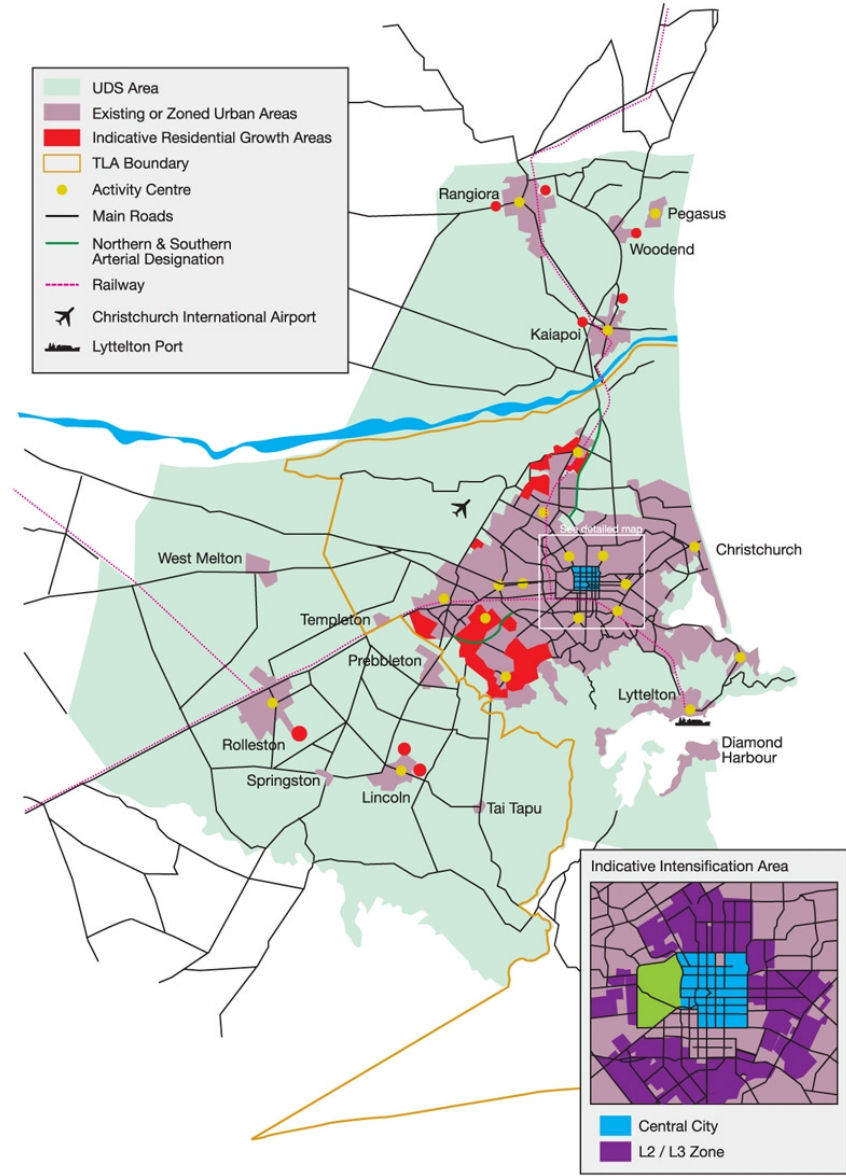 UDS Area
Existing or Zoned Urban Areas
Indicative Residential Growth Areas
TLA Boundary
Activity Centre
Main Roads
Northern & Southern
Arterial Designation
Railway
Christchurch International Airport
Lyttelton Port
Rangiora
Pegasus
Woodend
Kaiapoi
See detailed map
Christchurch
West Melton
Templeton
Prebbleton
Lyttelton
Rolleston
Diamond
Harbour
Springston
Lincoln
Tai Tapu
Indicative Intensification Area
Central City
L2 / L3 Zone